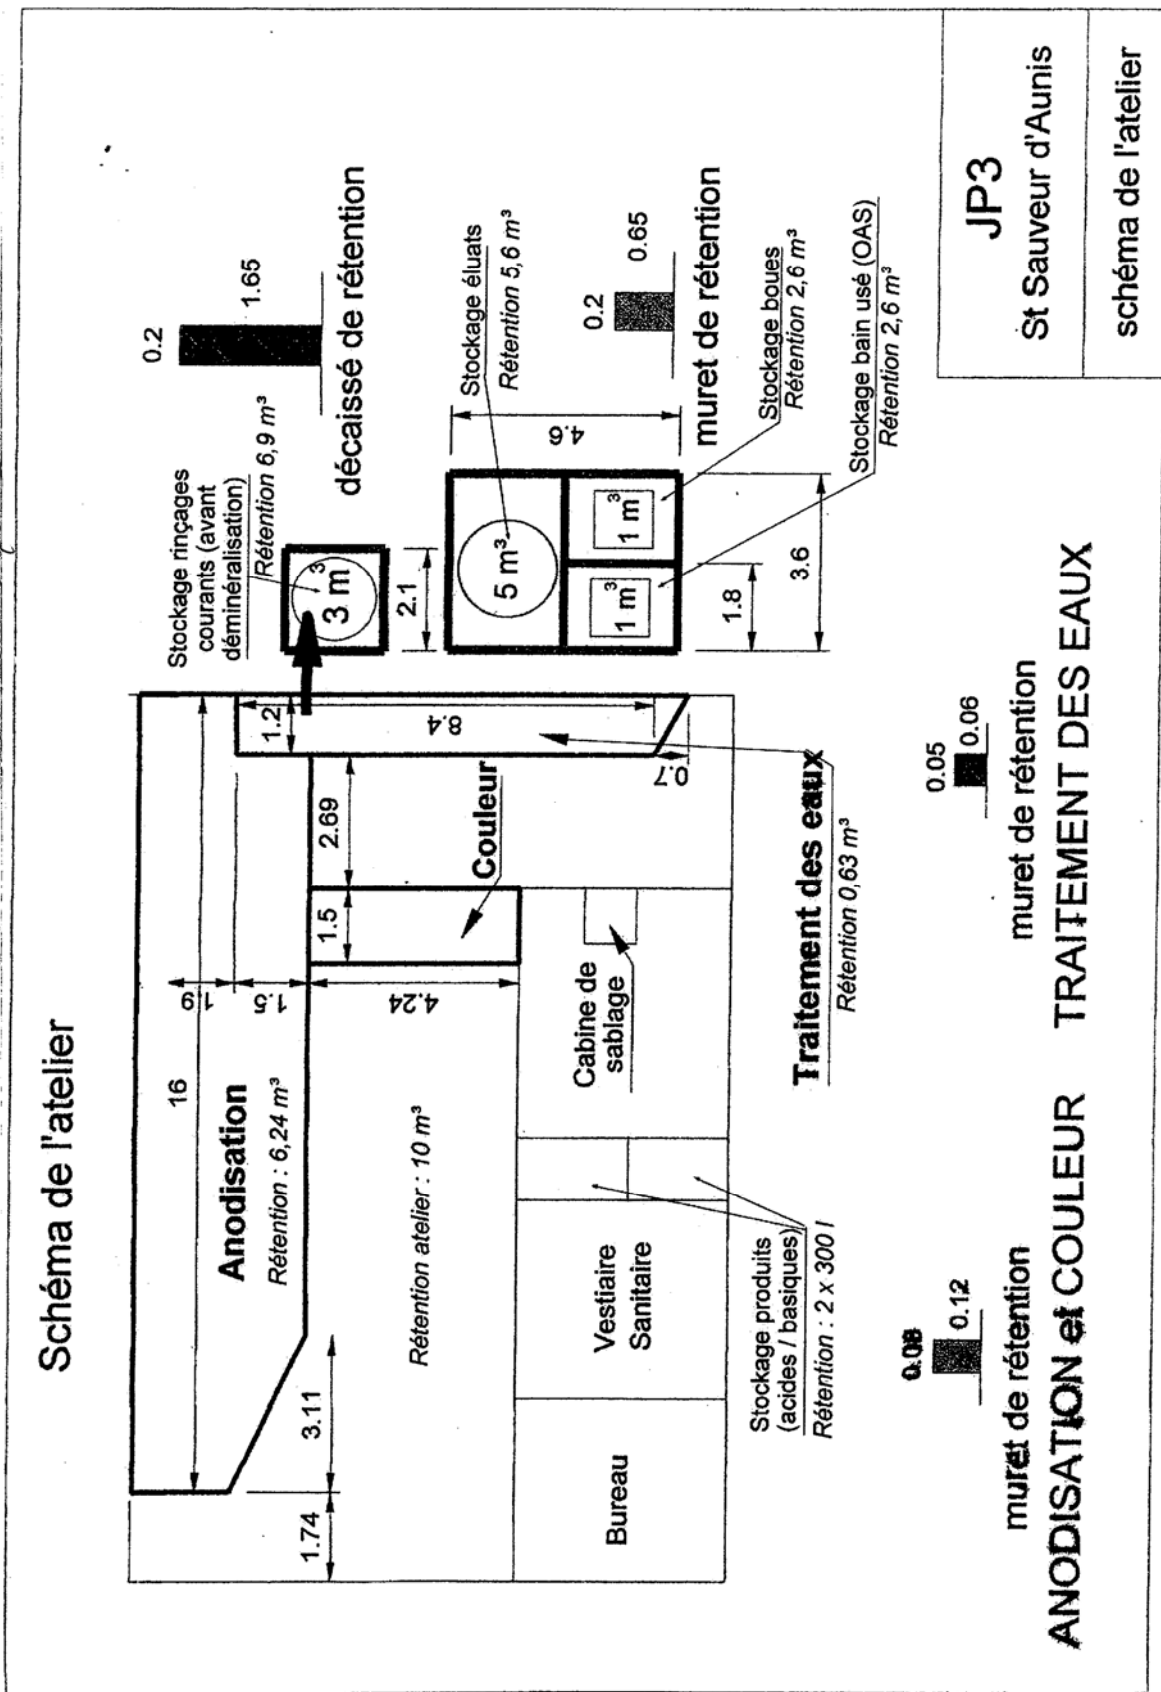 Schéma de l'atelier
16
1.9
1.5
Anodisation
Rétention : 6,24 m³
3.11
1.74
4.24
1.5
2.69
1.2
8.4
0.7
Couleur
Rétention atelier : 10 m³
Bureau
Vestiaire
Sanitaire
Cabine de
sablage
Stockage produits
(acides / basiques)
Rétention : 2 x 300 l
Traitement des eaux
Rétention 0,63 m³
Stockage rinçages
courants (avant
déminéralisation)
Rétention 6,9 m³
3 m³
2.1
0.2
1.65
décaissé de rétention
Stockage éluats
Rétention 5,6 m³
5 m³
1 m³
1 m³
4.6
1.8
3.6
0.2
0.65
muret de rétention
Stockage boues
Rétention 2,6 m³
Stockage bain usé (OAS)
Rétention 2,6 m³
0.08
0.12
muret de rétention
ANODISATION et COULEUR
0.05
0.06
muret de rétention
TRAITEMENT DES EAUX
JP3
St Sauveur d'Aunis
schéma de l'atelier